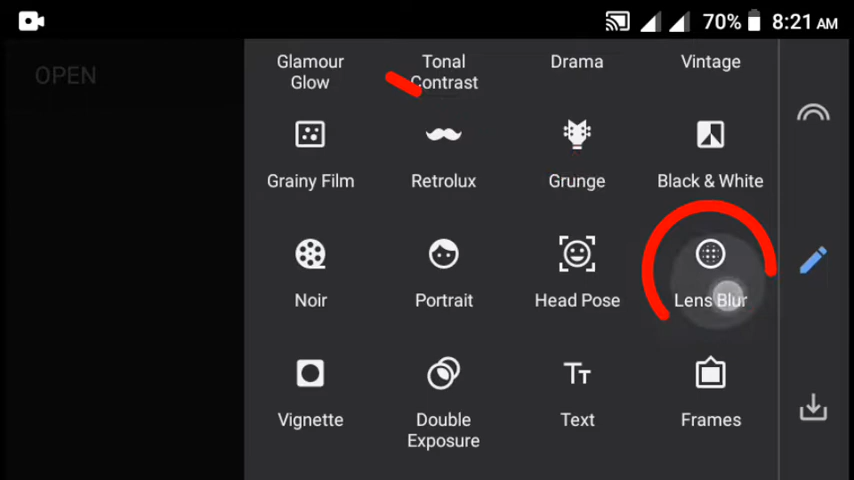 70% 8:21 AM
OPEN
Glamour Glow
Tonal Contrast
Drama
Vintage
Grainy Film
Retrolux
Grunge
Black & White
Noir
Portrait
Head Pose
Lens Blur
Vignette
Double Exposure
Text
Frames